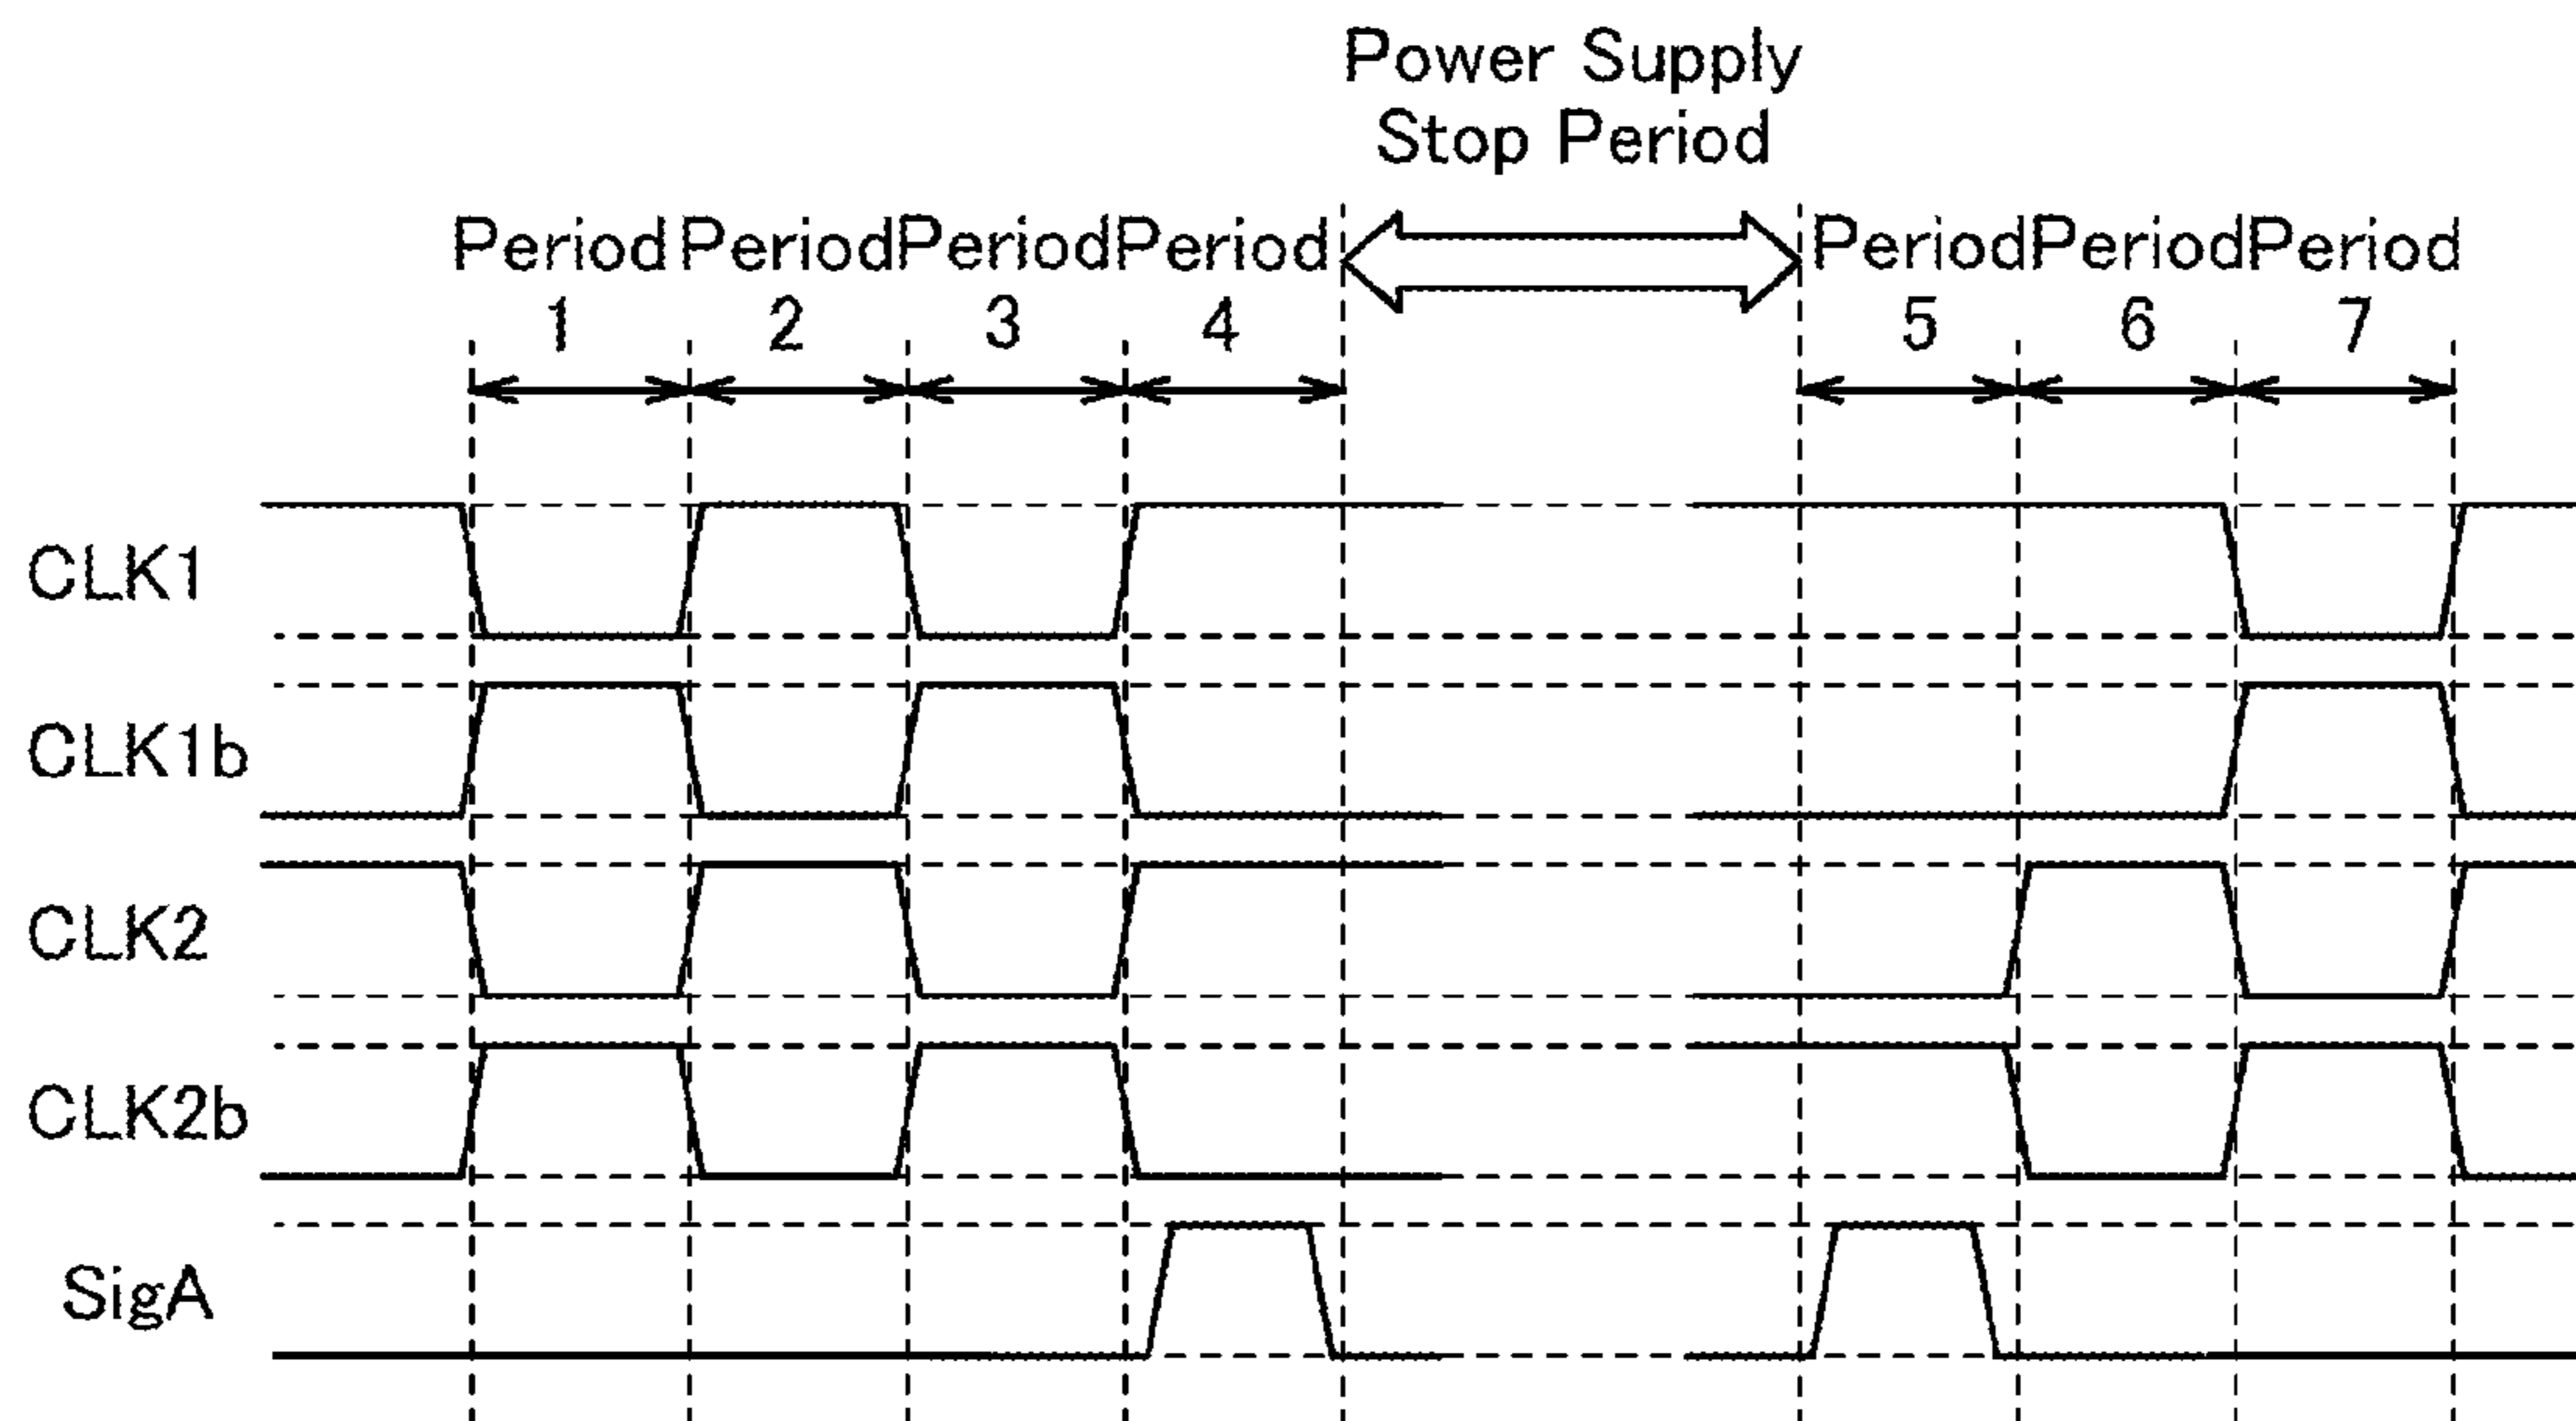 Power Supply
Stop Period
Period Period Period Period Period Period Period
1 2 3 4 5 6 7
CLK1
CLK1b
CLK2
CLK2b
SigA